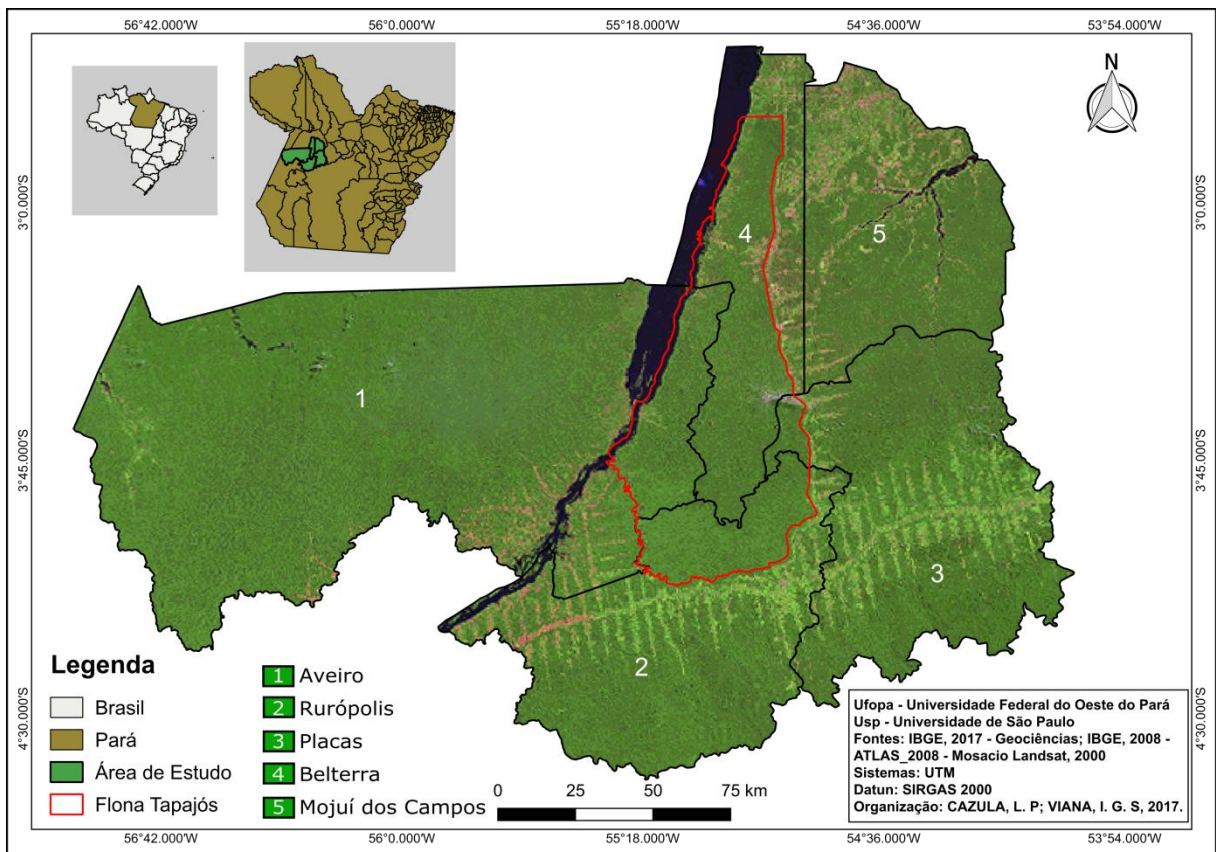 56°42.000'W 56°0.000'W 55°18.000'W 54°36.000'W 53°54.000'W
N
3°0.000'S 3°0.000'S
4 5
1
3°45.000'S 3°45.000'S
3
2
4°30.000'S 4°30.000'S
Legenda
Brasil
Pará
Área de Estudo
Flona Tapajós
1 Aveiro
2 Rurópolis
3 Placas
4 Belterra
5 Mojuí dos Campos
0 25 50 75 km
Ufopa - Universidade Federal do Oeste do Pará
Usp - Universidade de São Paulo
Fontes: IBGE, 2017 - Geociências; IBGE, 2008 -
ATLAS_2008 - Mosacio Landsat, 2000
Sistemas: UTM
Datun: SIRGAS 2000
Organização: CAZULA, L. P; VIANA, I. G. S, 2017.
56°42.000'W 56°0.000'W 55°18.000'W 54°36.000'W 53°54.000'W